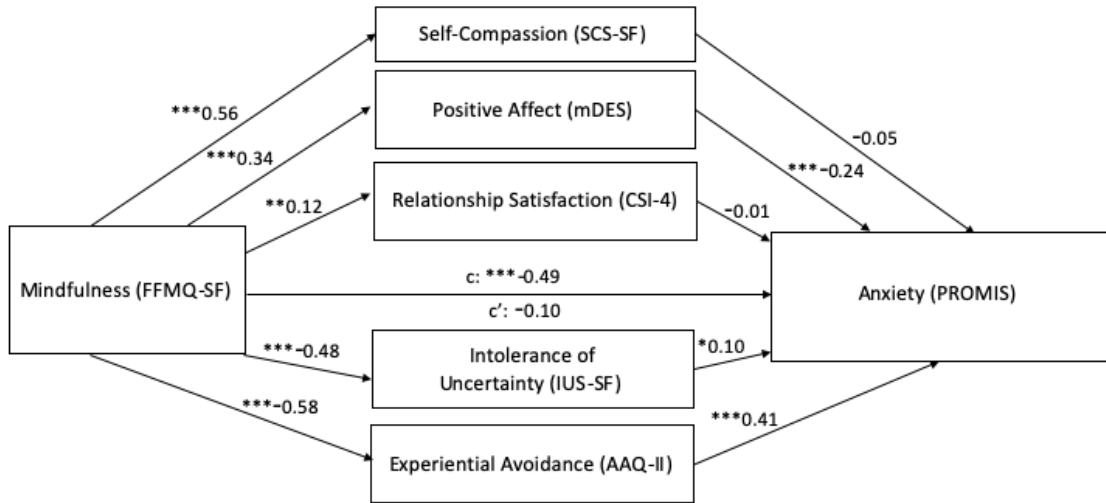 Self-Compassion (SCS-SF)
***0.56
Positive Affect (mDES)
-0.05
***0.34
***-0.24
**0.12
Relationship Satisfaction (CSI-4)
-0.01
Mindfulness (FFMQ-SF)
c: ***-0.49
c’: -0.10
Anxiety (PROMIS)
***-0.48
Intolerance of
Uncertainty (IUS-SF)
*0.10
***-0.58
***0.41
Experiential Avoidance (AAQ-II)